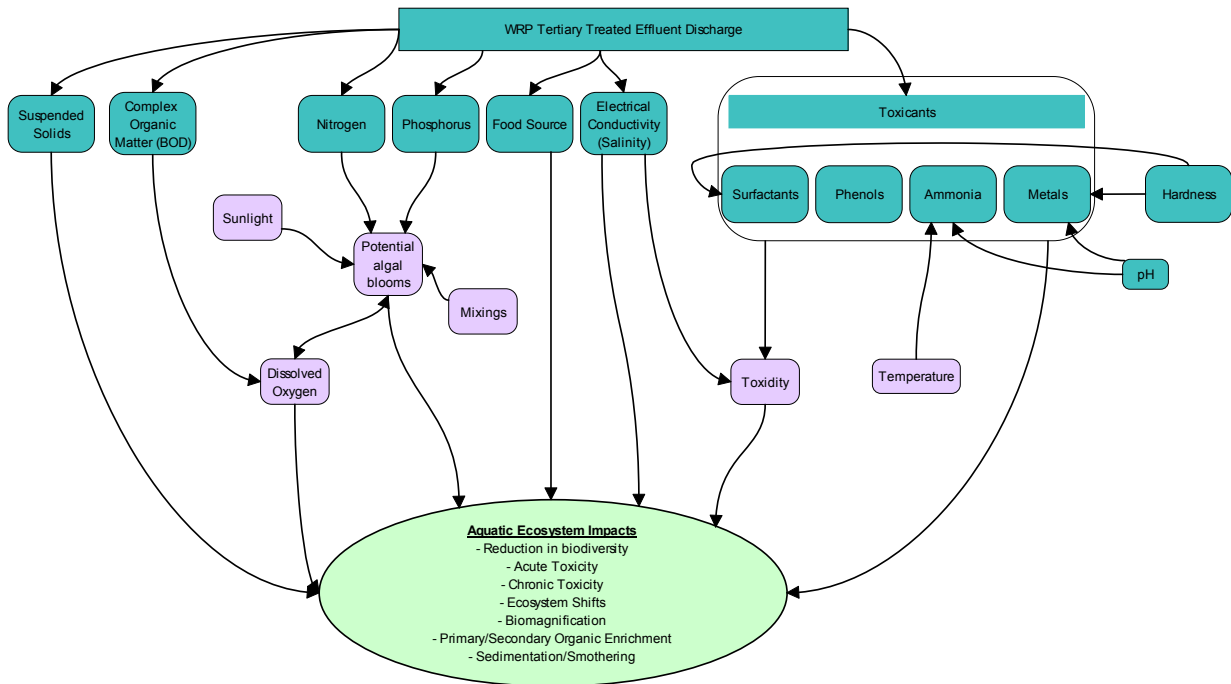 WRP Tertiary Treated Effluent Discharge
Suspended
Solids
Complex
Organic
Matter (BOD)
Nitrogen
Phosphorus
Food Source
Electrical
Conductivity
(Salinity)
Toxicants
Surfactants
Phenols
Ammonia
Metals
Hardness
Sunlight
Potential
algal
blooms
Mixings
pH
Dissolved
Oxygen
Toxidity
Temperature
Aquatic Ecosystem Impacts
- Reduction in biodiversity
- Acute Toxicity
- Chronic Toxicity
- Ecosystem Shifts
- Biomagnification
- Primary/Secondary Organic Enrichment
- Sedimentation/Smothering